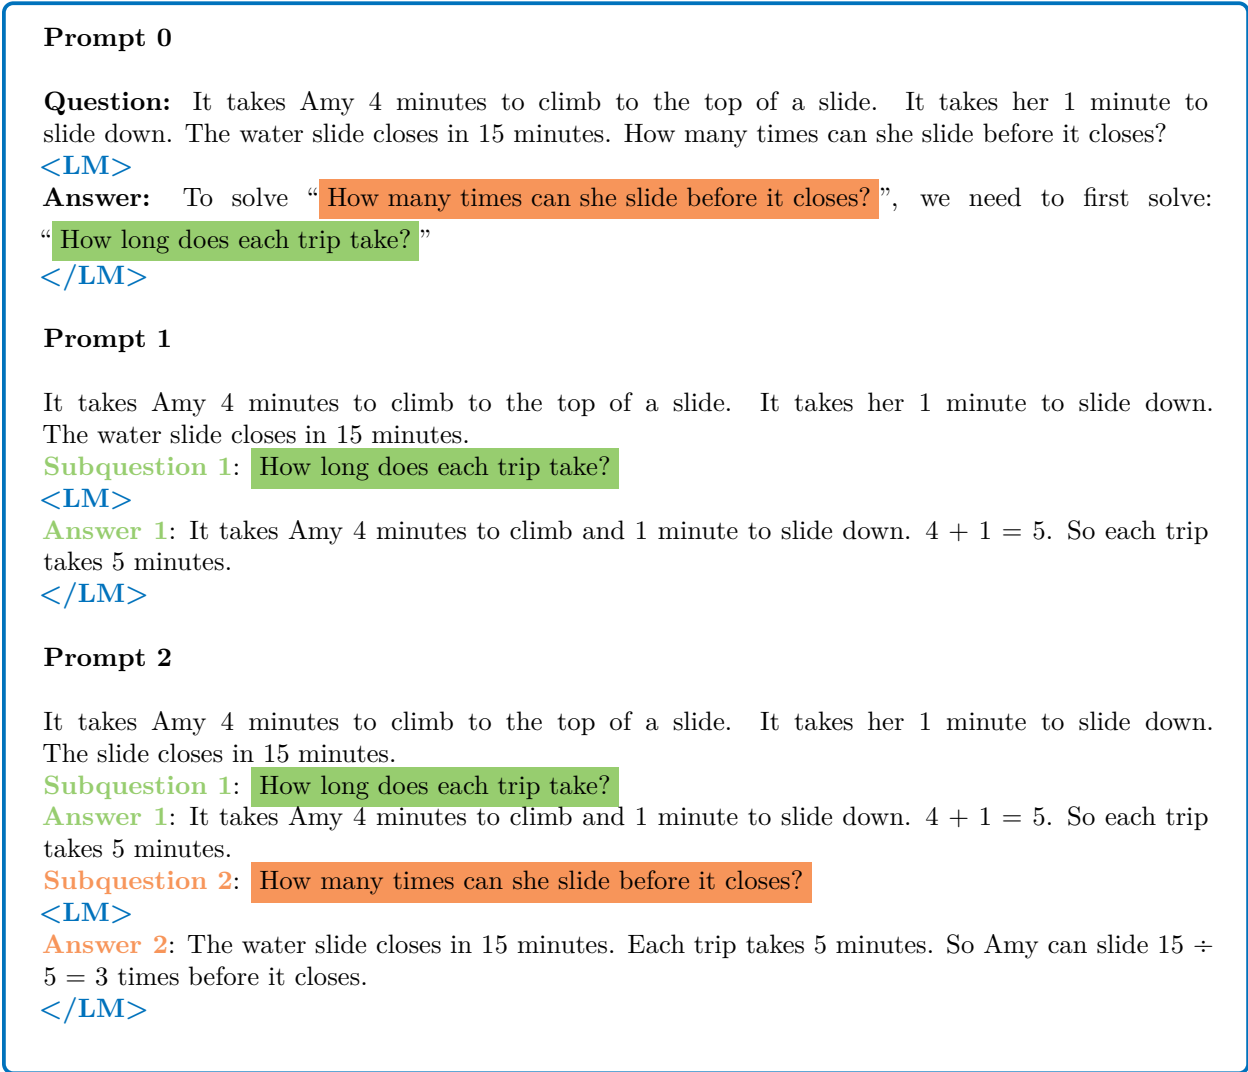 Prompt 0
Question: It takes Amy 4 minutes to climb to the top of a slide. It takes her 1 minute to
slide down. The water slide closes in 15 minutes. How many times can she slide before it closes?
<LM>
Answer: To solve “How many times can she slide before it closes?”, we need to first solve:
“How long does each trip take?”
</LM>
Prompt 1
It takes Amy 4 minutes to climb to the top of a slide. It takes her 1 minute to slide down.
The water slide closes in 15 minutes.
Subquestion 1: How long does each trip take?
<LM>
Answer 1: It takes Amy 4 minutes to climb and 1 minute to slide down. 4 + 1 = 5. So each trip
takes 5 minutes.
</LM>
Prompt 2
It takes Amy 4 minutes to climb to the top of a slide. It takes her 1 minute to slide down.
The slide closes in 15 minutes.
Subquestion 1: How long does each trip take?
Answer 1: It takes Amy 4 minutes to climb and 1 minute to slide down. 4 + 1 = 5. So each trip
takes 5 minutes.
Subquestion 2: How many times can she slide before it closes?
<LM>
Answer 2: The water slide closes in 15 minutes. Each trip takes 5 minutes. So Amy can slide 15 ÷
5 = 3 times before it closes.
</LM>